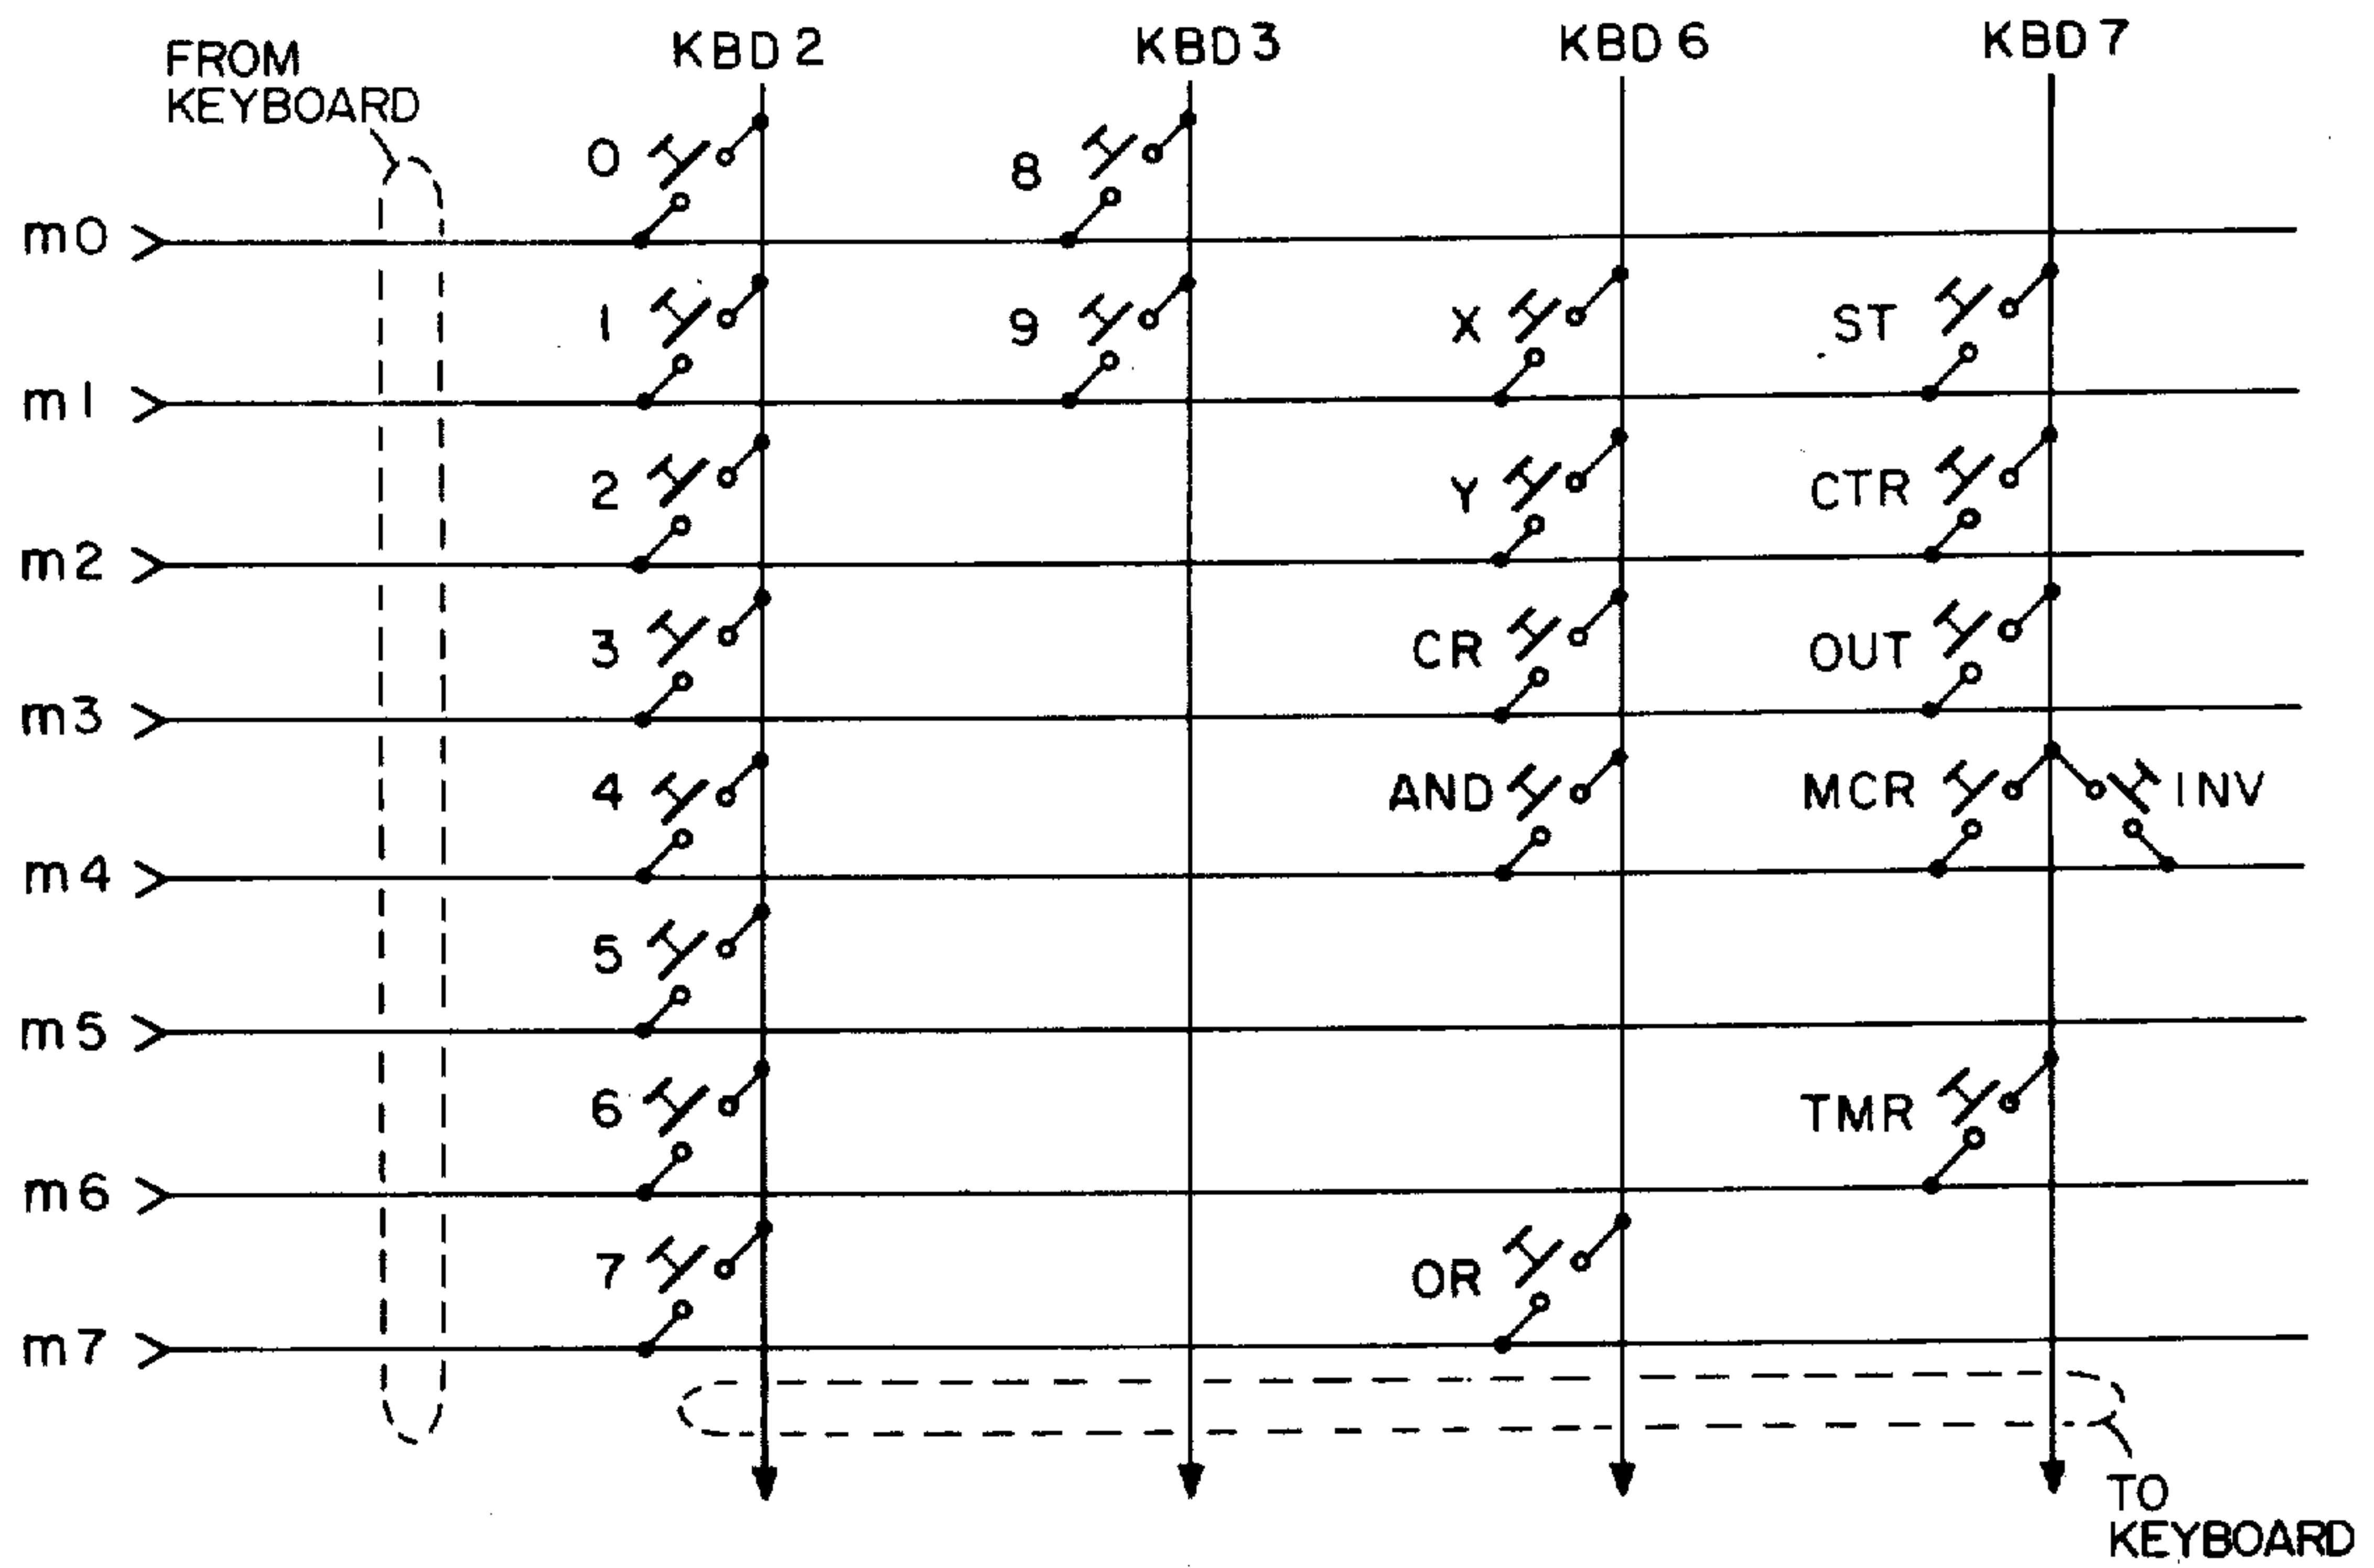 FROM
KEYBOARD
KBD 2
KBD 3
KBD 6
KBD 7
0
8
m0
1
9
X
ST
m1
2
Y
CTR
m2
3
CR
OUT
m3
4
AND
MCR
INV
m4
5
m5
6
TMR
m6
7
OR
m7
TO
KEYBOARD